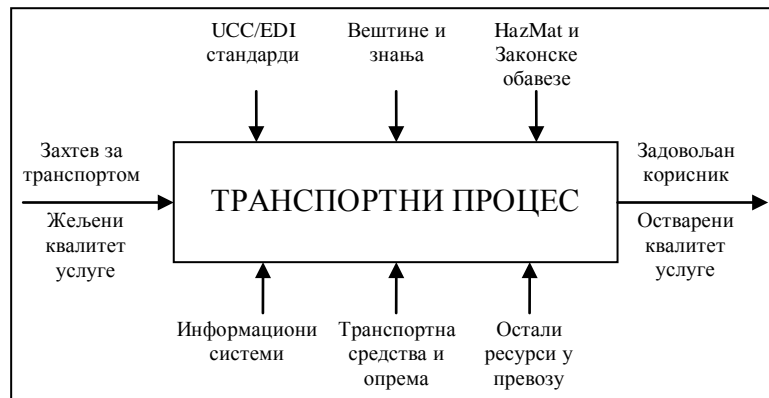 UCC/EDI
стандарди
Вештине и
знања
HazMat и
Законске
обавезе
Захтев за
транспортом
Жељени
квалитет
услуге
ТРАНСПОРТНИ ПРОЦЕС
Задовољан
корисник
Остварени
квалитет
услуге
Информациони
системи
Транспортна
средства и
опрема
Остали
ресурси у
превозу